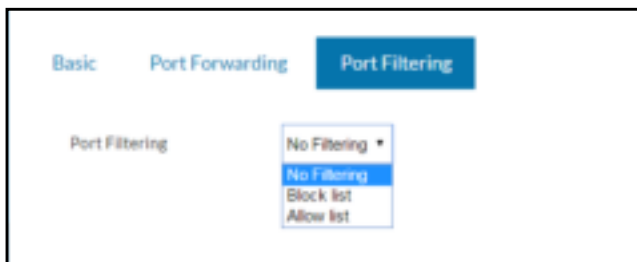 Basic Port Forwarding Port Filtering
Port Filtering No Filtering
No Filtering
Block list
Allow list